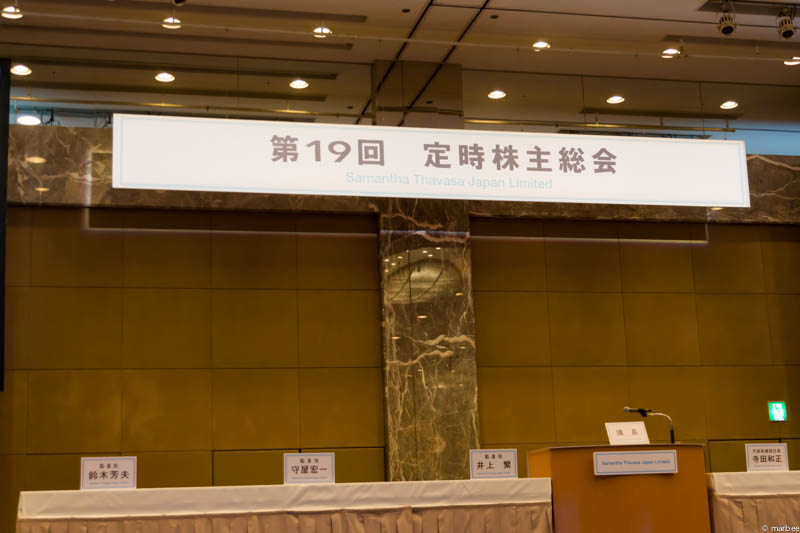 第19回 定時株主総会
Samantha Thavasa Japan Limited
監査役
鈴木芳夫
監査役
守屋宏一
監査役
井上 繁
議長
Samantha Thavasa Japan Limited
代表取締役社長
寺田和正
© marbee